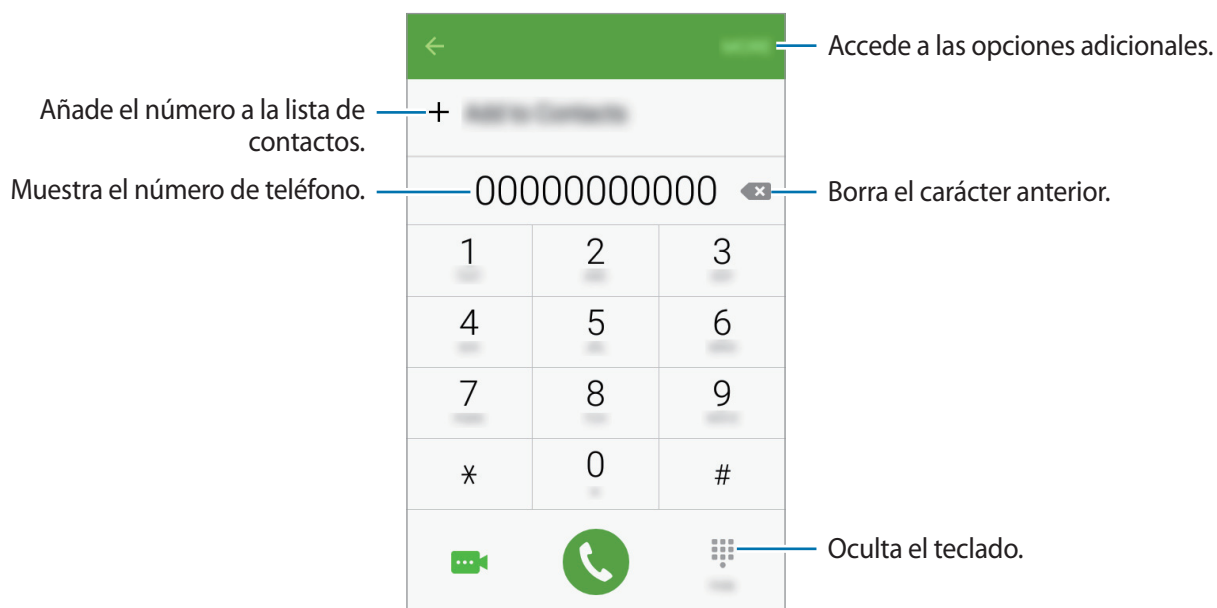 Accede a las opciones adicionales.
Añade el número a la lista de
contactos.
Muestra el número de teléfono.
00000000000
Borra el carácter anterior.
1 2 3
4 5 6
7 8 9
* 0 #
Oculta el teclado.